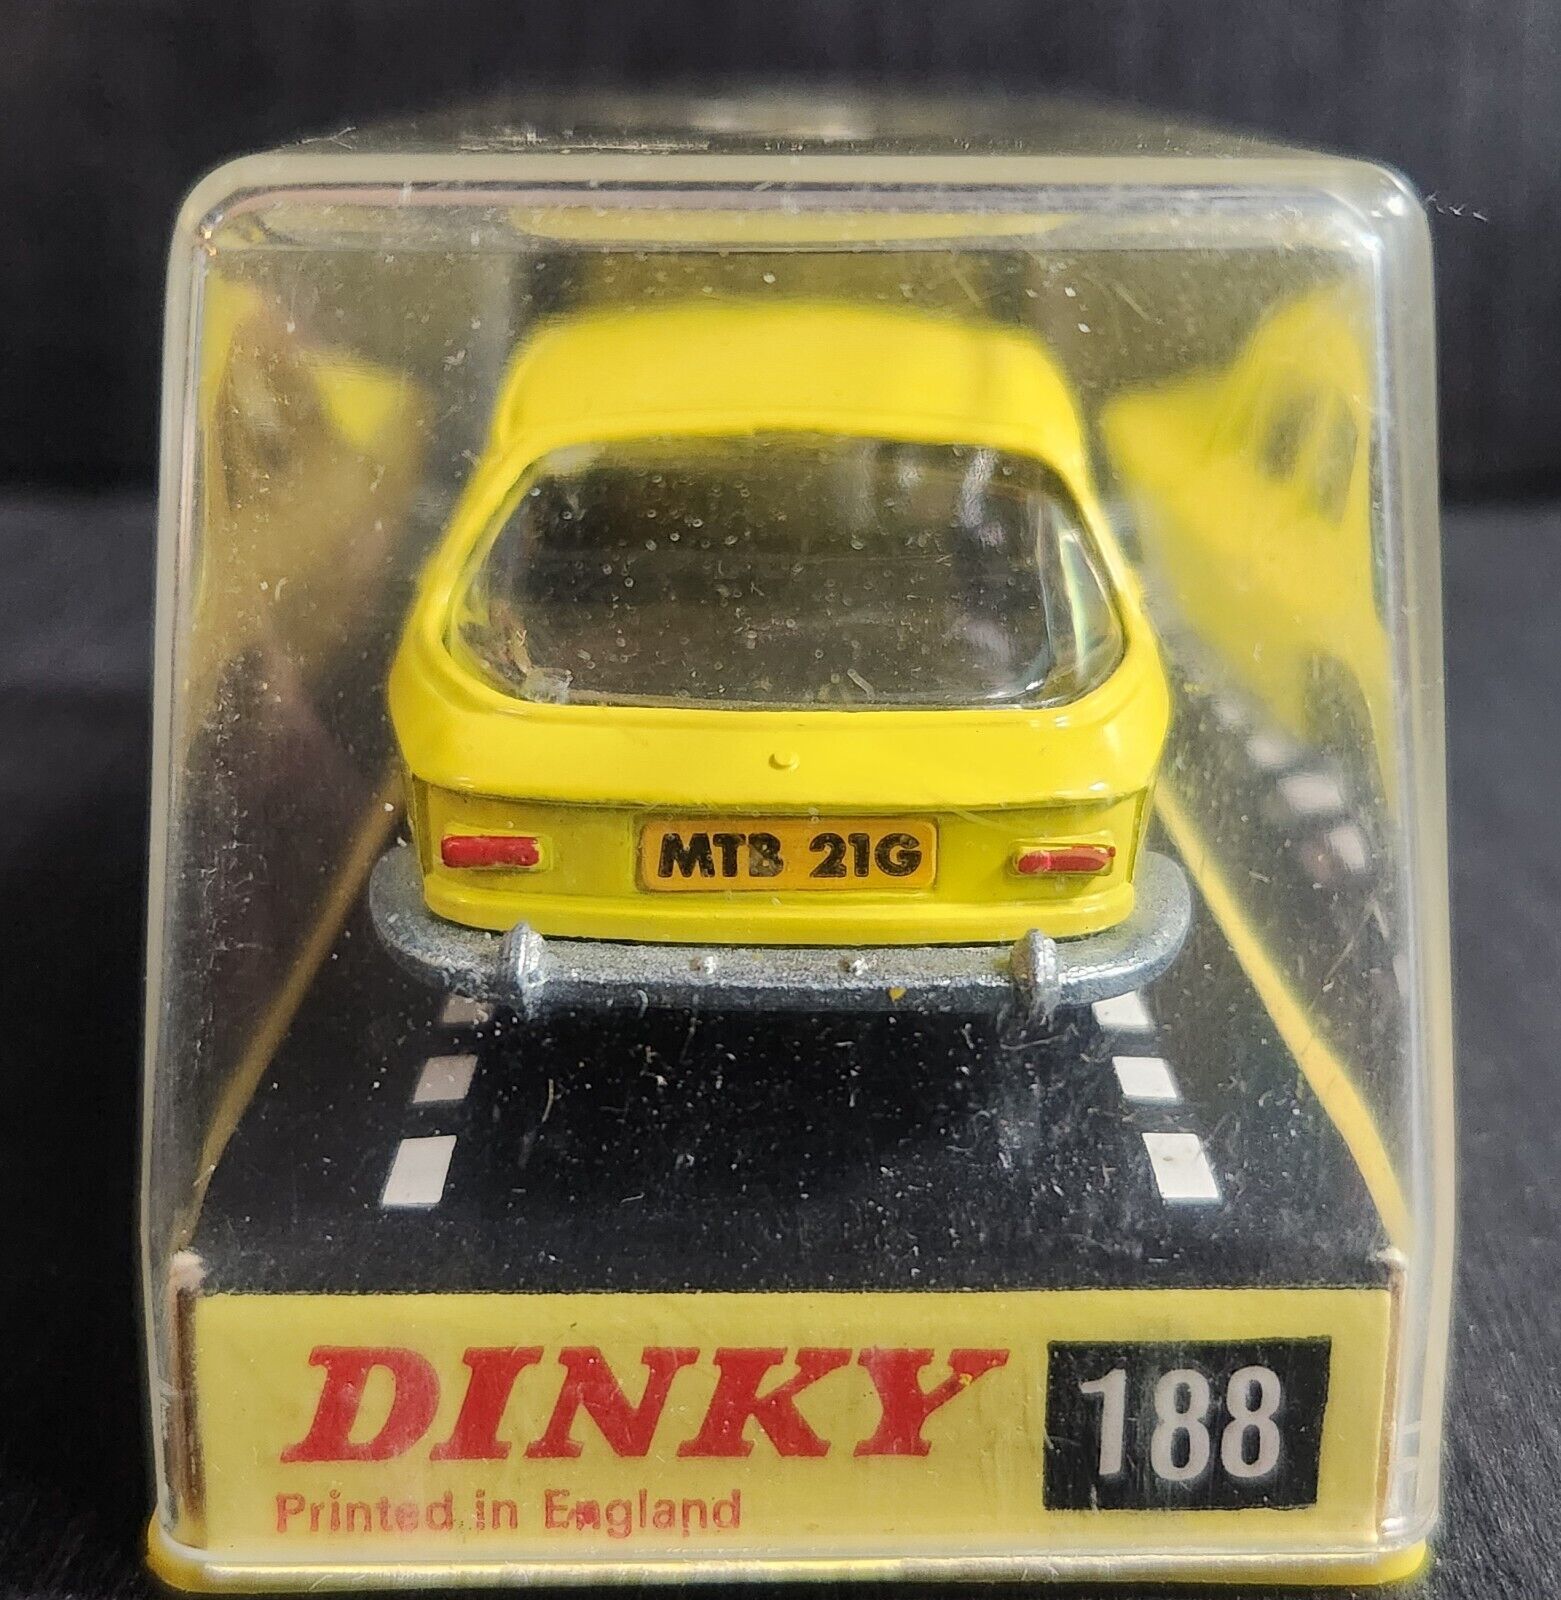 MTB 21G
DINKY 188
Printed in England